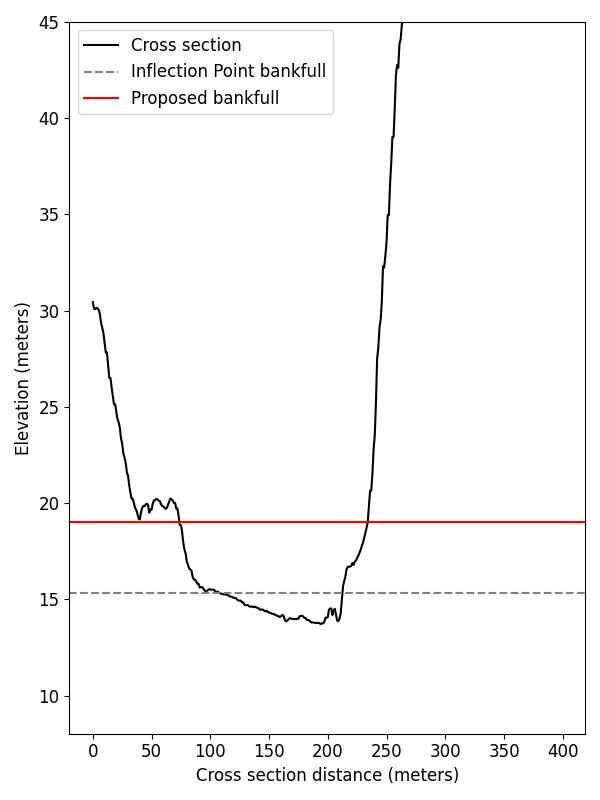 45
40
35
30
25
20
15
10
Elevation (meters)
Cross section
Inflection Point bankfull
Proposed bankfull
0 50 100 150 200 250 300 350 400
Cross section distance (meters)